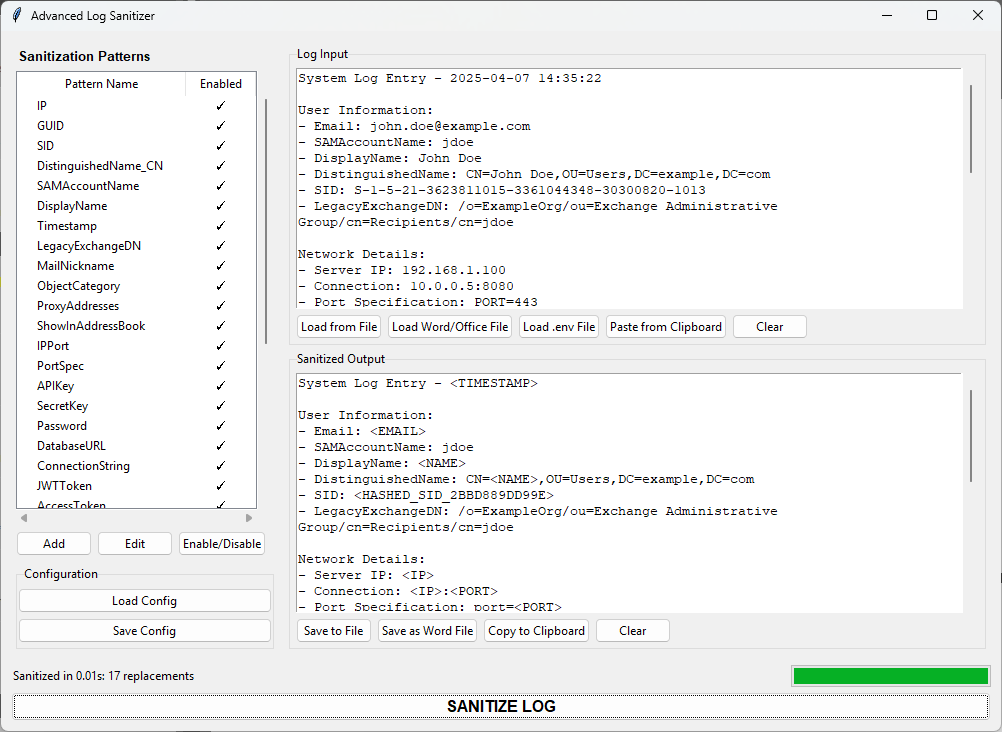 Advanced Log Sanitizer
Sanitization Patterns
Pattern Name Enabled
IP ✓
GUID ✓
SID ✓
DistinguishedName_CN ✓
SAMAccountName ✓
DisplayName ✓
Timestamp ✓
LegacyExchangeDN ✓
MailNickname ✓
ObjectCategory ✓
ProxyAddresses ✓
ShowInAddressBook ✓
IPPort ✓
PortSpec ✓
APIKey ✓
SecretKey ✓
Password ✓
DatabaseURL ✓
ConnectionString ✓
JWTToken ✓
AccessToken ✓
Add Edit Enable/Disable
Configuration
Load Config
Save Config
Log Input
System Log Entry - 2025-04-07 14:35:22
User Information:
- Email: john.doe@example.com
- SAMAccountName: jdoe
- DisplayName: John Doe
- DistinguishedName: CN=John Doe,OU=Users,DC=example,DC=com
- SID: S-1-5-21-3623811015-3361044348-30300820-1013
- LegacyExchangeDN: /o=ExampleOrg/ou=Exchange Administrative
Group/cn=Recipients/cn=jdoe
Network Details:
- Server IP: 192.168.1.100
- Connection: 10.0.0.5:8080
- Port Specification: PORT=443
Load from File Load Word/Office File Load .env File Paste from Clipboard Clear
Sanitized Output
System Log Entry - <TIMESTAMP>
User Information:
- Email: <EMAIL>
- SAMAccountName: jdoe
- DisplayName: <NAME>
- DistinguishedName: CN=<NAME>,OU=Users,DC=example,DC=com
- SID: <HASHED_SID_2BBD889DD99E>
- LegacyExchangeDN: /o=ExampleOrg/ou=Exchange Administrative
Group/cn=Recipients/cn=jdoe
Network Details:
- Server IP: <IP>
- Connection: <IP>:<PORT>
- Port Specification: port=<PORT>
Save to File Save as Word File Copy to Clipboard Clear
Sanitized in 0.01s: 17 replacements
SANITIZE LOG